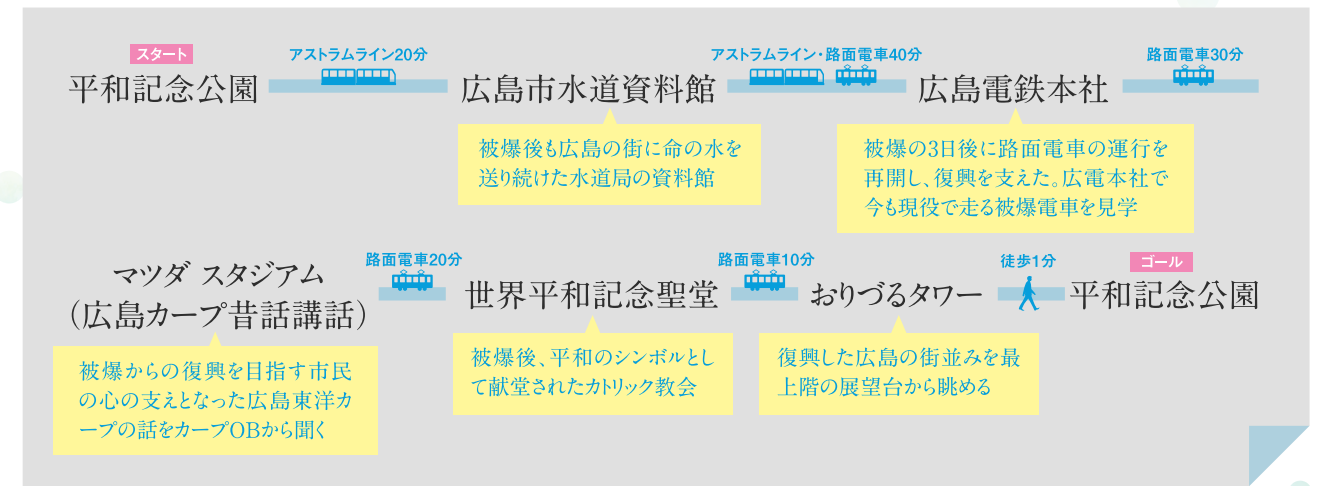 スタート
平和記念公園
アストラムライン20分
広島市水道資料館
被爆後も広島の街に命の水を
送り続けた水道局の資料館
アストラムライン・路面電車40分
広島電鉄本社
被爆の3日後に路面電車の運行を
再開し、復興を支えた。広電本社で
今も現役で走る被爆電車を見学
路面電車30分
マツダ スタジアム
（広島カープ昔話講話）
被爆からの復興を目指す市民
の心の支えとなった広島東洋カ
ープの話をカープOBから聞く
路面電車20分
世界平和記念聖堂
被爆後、平和のシンボルとし
て献堂されたカトリック教会
路面電車10分
おりづるタワー
復興した広島の街並みを最
上階の展望台から眺める
徒歩1分
ゴール
平和記念公園